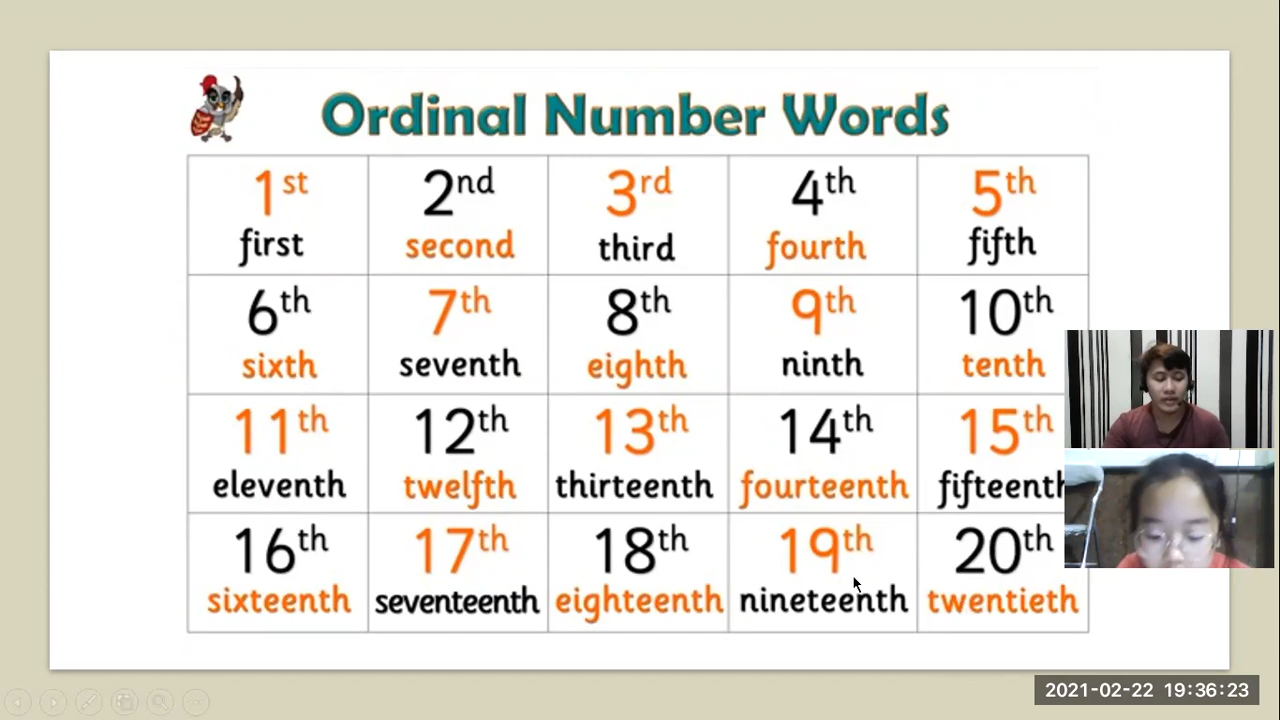 Ordinal Number Words
1st 2nd 3rd 4th 5th
first second third fourth fifth
6th 7th 8th 9th 10th
sixth seventh eighth ninth tenth
11th 12th 13th 14th 15th
eleventh twelfth thirteenth fourteenth fifteenth
16th 17th 18th 19th 20th
sixteenth seventeenth eighteenth nineteenth twentieth
2021-02-22 19:36:23